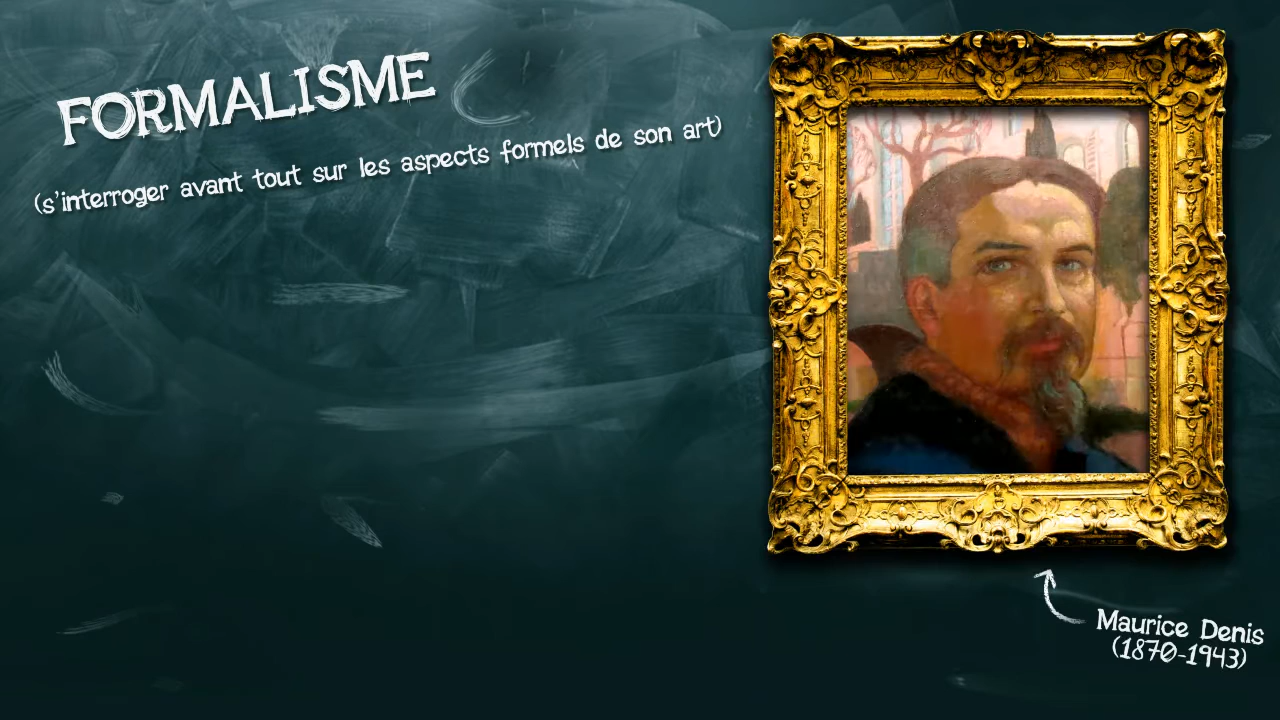 FORMALISME
(s'interroger avant tout sur les aspects formels de son art)
Maurice Denis
(1870-1943)